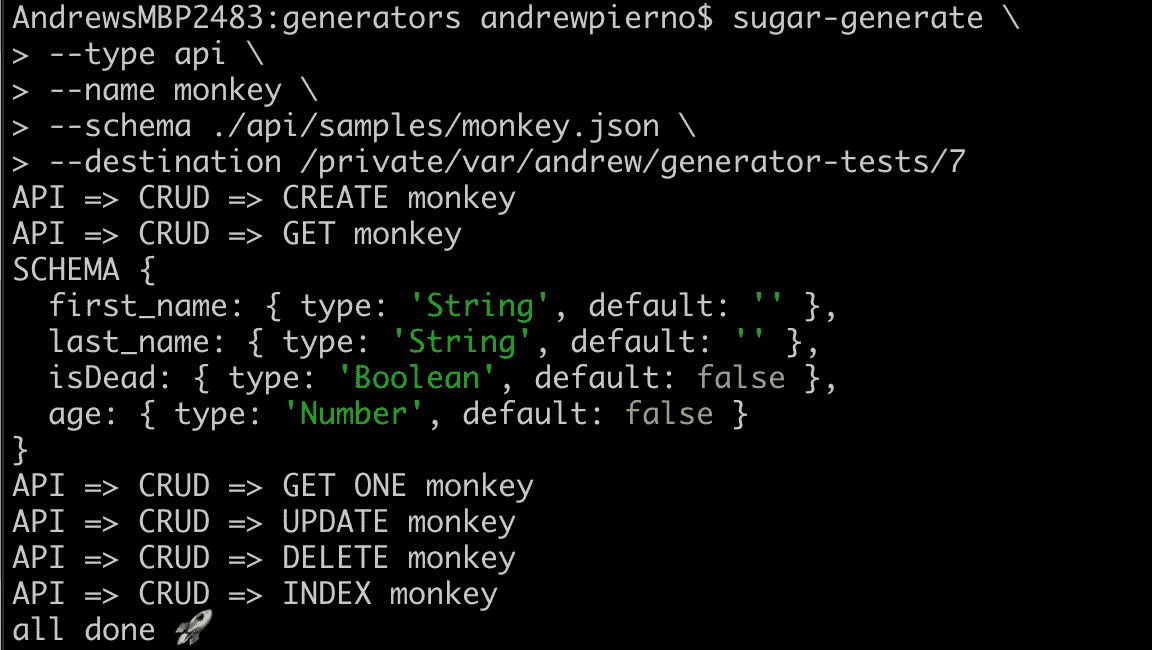 AndrewsMBP2483:generators andrewpierno$ sugar-generate \
> --type api \
> --name monkey \
> --schema ./api/samples/monkey.json \
> --destination /private/var/andrew/generator-tests/7
API => CRUD => CREATE monkey
API => CRUD => GET monkey
SCHEMA {
  first_name: { type: 'String', default: '' },
  last_name: { type: 'String', default: '' },
  isDead: { type: 'Boolean', default: false },
  age: { type: 'Number', default: false }
}
API => CRUD => GET ONE monkey
API => CRUD => UPDATE monkey
API => CRUD => DELETE monkey
API => CRUD => INDEX monkey
all done 🚀